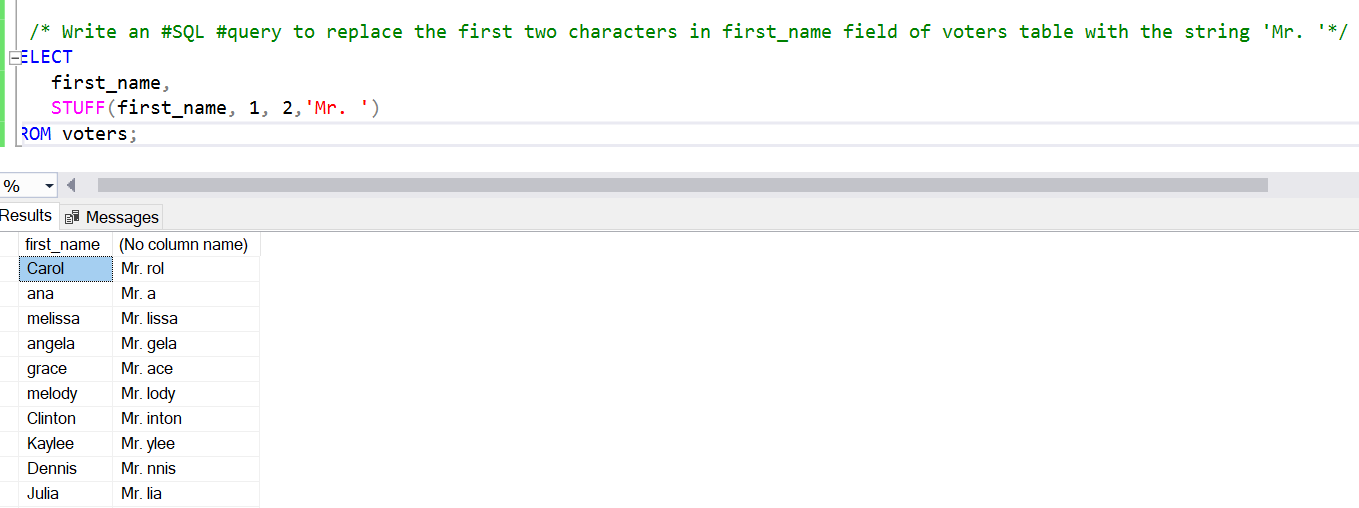 /* Write an #SQL #query to replace the first two characters in first_name field of voters table with the string 'Mr. '*/
ELECT
first_name,
STUFF(first_name, 1, 2,'Mr. ')
ROM voters;
%
Results Messages
first_name (No column name)
Carol Mr. rol
ana Mr. a
melissa Mr. lissa
angela Mr. gela
grace Mr. ace
melody Mr. lody
Clinton Mr. inton
Kaylee Mr. ylee
Dennis Mr. nnis
Julia Mr. lia